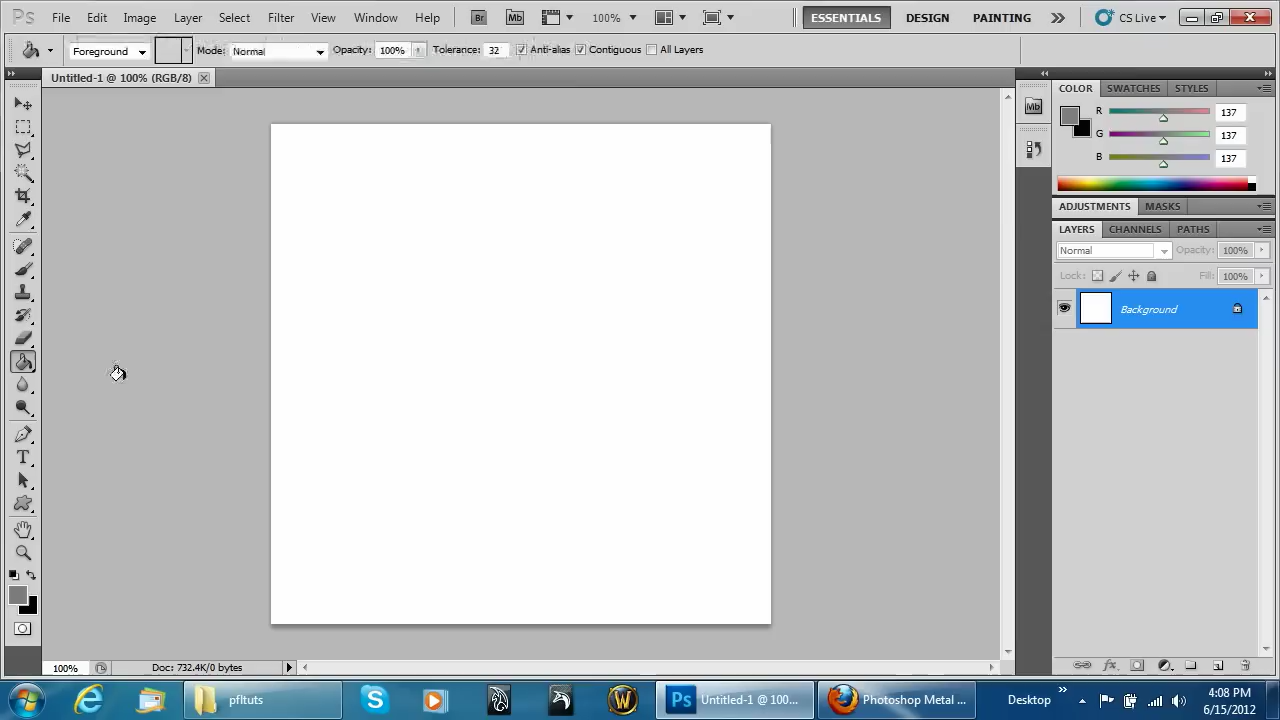 Ps File Edit Image Layer Select Filter View Window Help Br Mb 100% ESSENTIALS DESIGN PAINTING CS Live
Foreground Mode: Normal Opacity: 100% Tolerance: 32 Anti-alias Contiguous All Layers
Untitled-1 @ 100% (RGB/8)
COLOR SWATCHES STYLES
Mb
R 137
G 137
B 137
ADJUSTMENTS MASKS
LAYERS CHANNELS PATHS
Normal Opacity: 100%
Lock: Fill: 100%
Background
T
100% Doc: 732.4K/0 bytes
pfltuts S W Ps Untitled-1 @ 100... Photoshop Metal ... Desktop
4:08 PM
6/15/2012